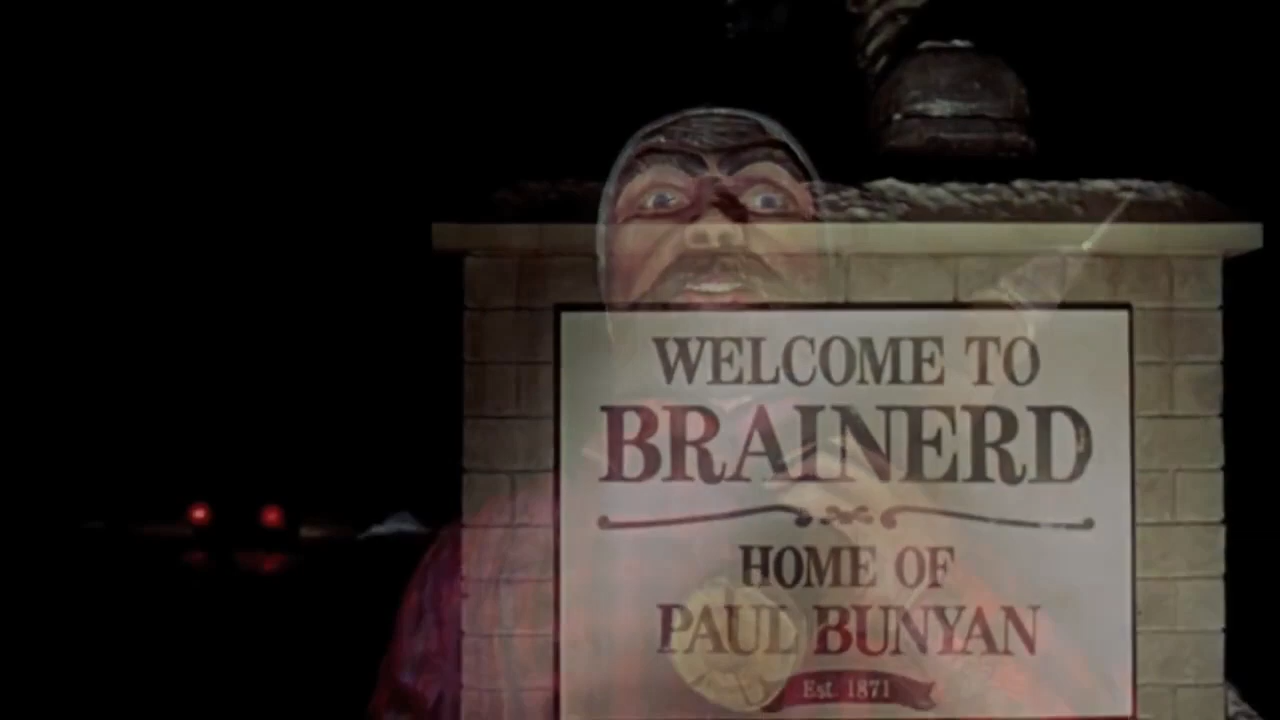 WELCOME TO
BRAINERD
HOME OF
PAUL BUNYAN
Est. 1871